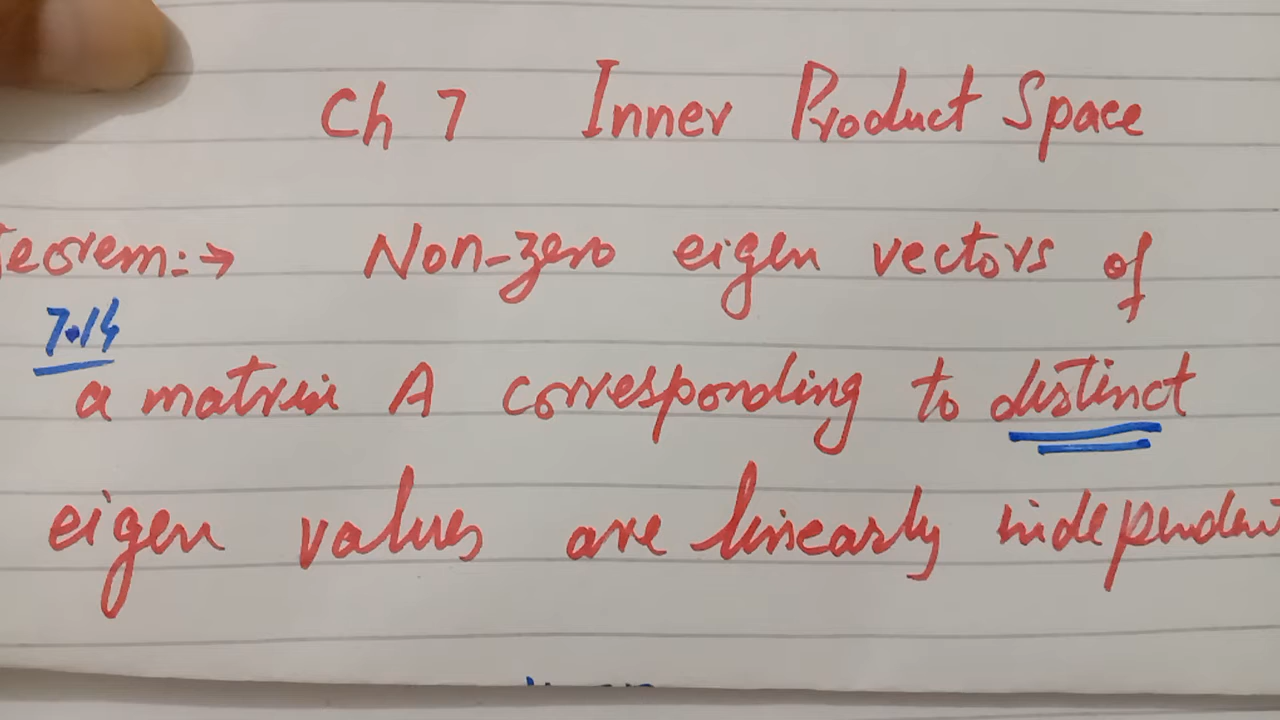 Ch 7 Inner Product Space
Teorem:→ Non-zero eigen vectors of
7.14
a matrix A corresponding to distinct
eigen values are linearly independent